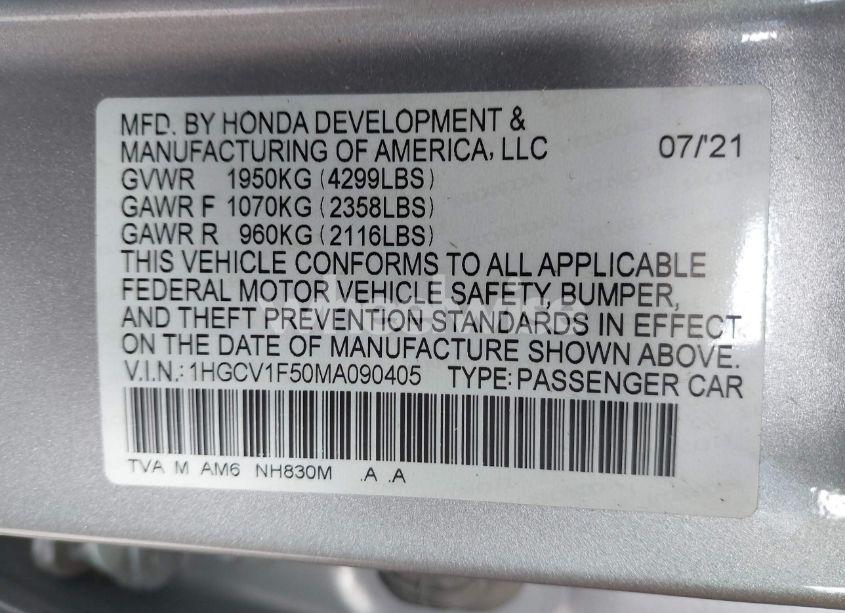 MFD. BY HONDA DEVELOPMENT &
MANUFACTURING OF AMERICA, LLC 07/'21
GVWR 1950KG (4299LBS)
GAWR F 1070KG (2358LBS)
GAWR R 960KG (2116LBS)
THIS VEHICLE CONFORMS TO ALL APPLICABLE
FEDERAL MOTOR VEHICLE SAFETY, BUMPER,
AND THEFT PREVENTION STANDARDS IN EFFECT
ON THE DATE OF MANUFACTURE SHOWN ABOVE.
V.I.N.: 1HGCV1F50MA090405 TYPE: PASSENGER CAR
TVA M AM6 NH830M .A .A